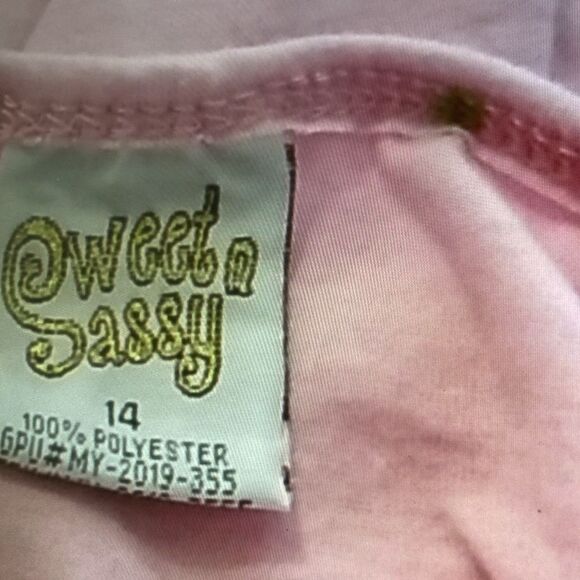 Sweet n
Sassy
14
100% POLYESTER
GPU#MY-2019-355